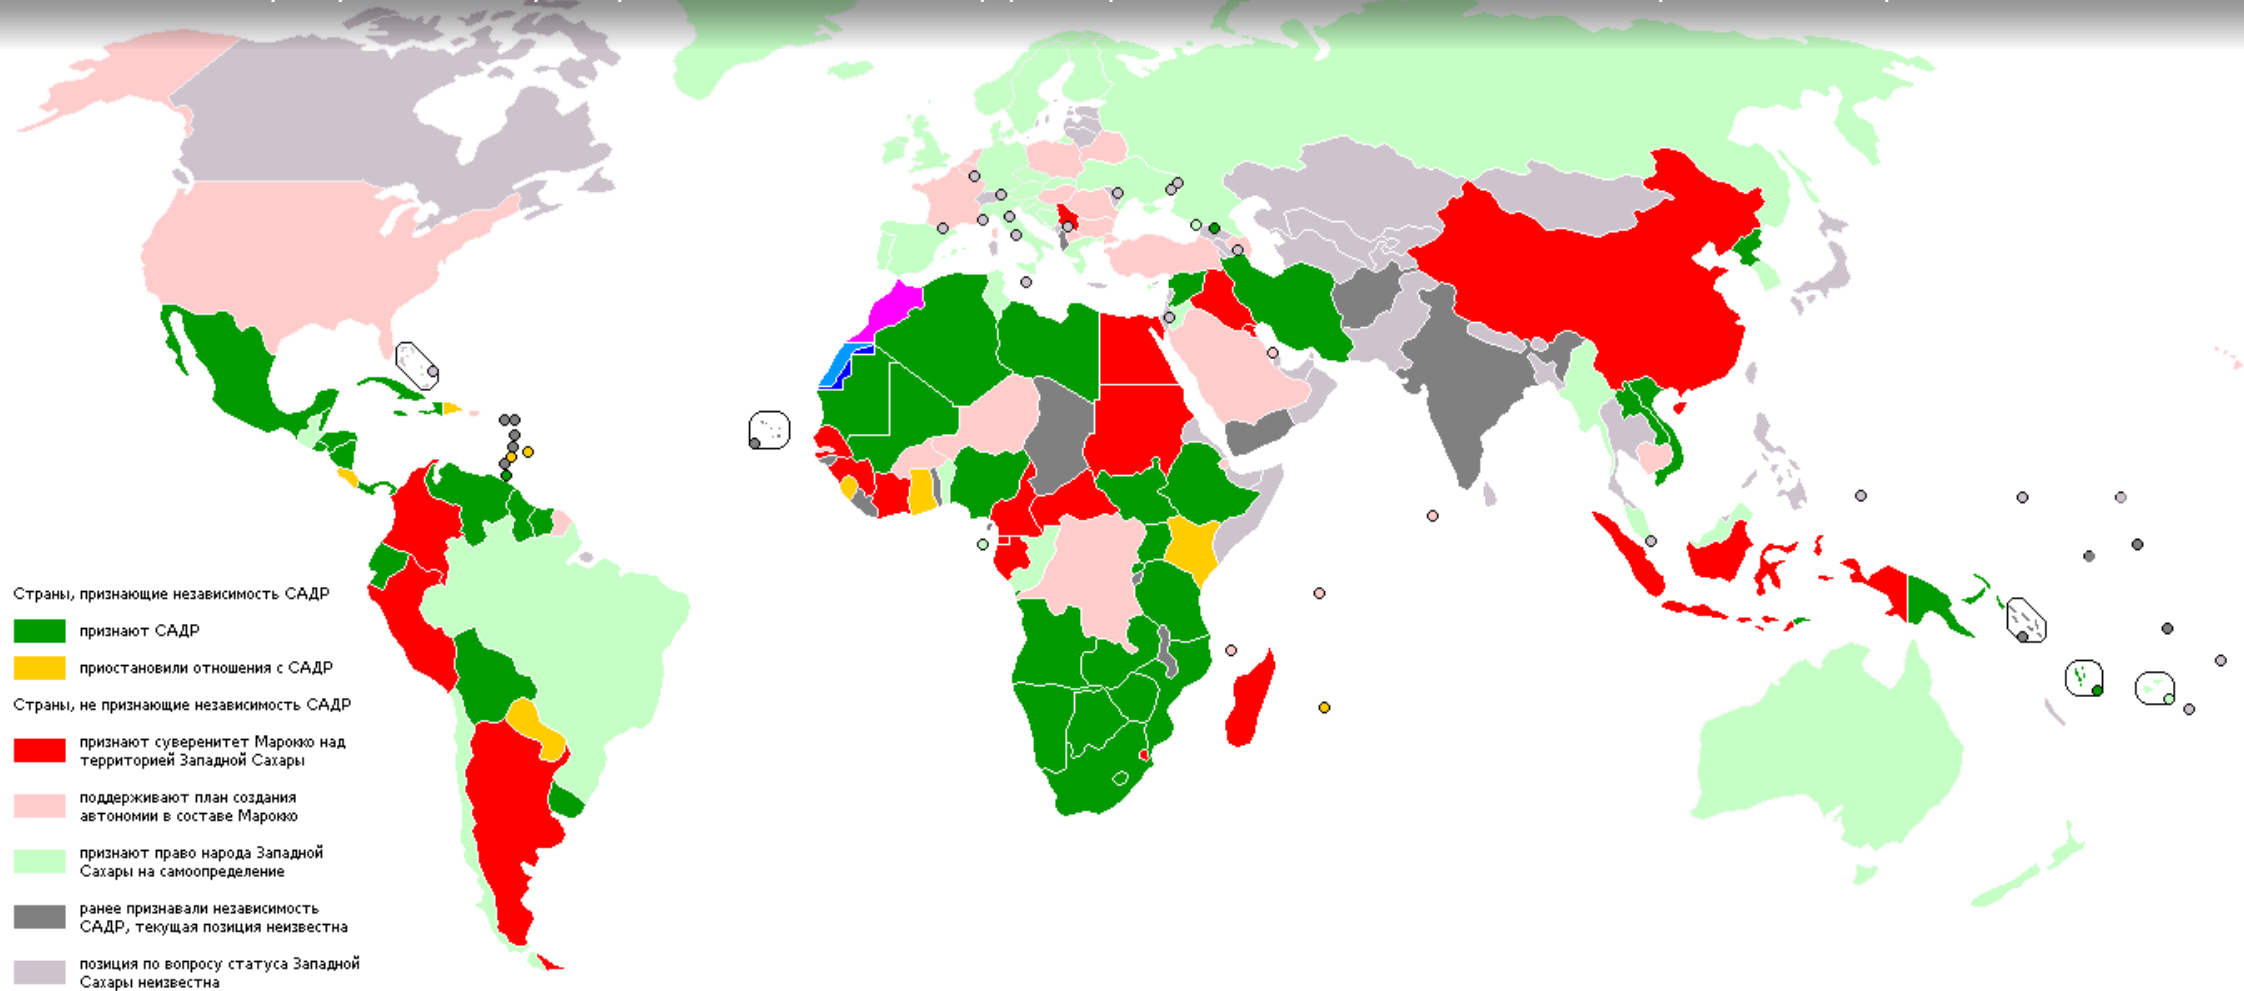 Страны, признающие независимость САДР
признают САДР
приостановили отношения с САДР
Страны, не признающие независимость САДР
признают суверенитет Марокко над
территорией Западной Сахары
поддерживают план создания
автономии в составе Марокко
признают право народа Западной
Сахары на самоопределение
ранее признавали независимость
САДР, текущая позиция неизвестна
позиция по вопросу статуса Западной
Сахары неизвестна